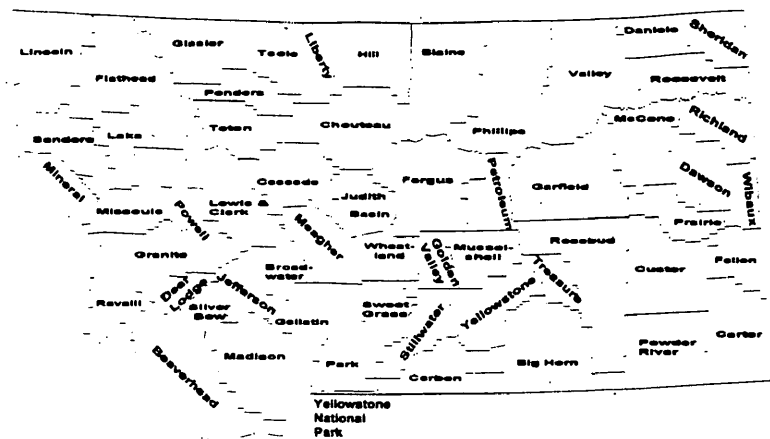 Daniels
Sheridan
Lincoln
Glasier
Toole
Liberty
Hill
Blaine
Flathead
Valley
Roosevelt
Pondera
Sanders
Lake
Teton
Chouteau
Phillips
McCone
Richland
Mineral
Missoula
Powell
Lewis &
Clark
Cascade
Judith
Basin
Fergus
Petroleum
Garfield
Dawson
Wibaux
Prairie
Granite
Meagher
Broad-
water
Wheat-
land
Golden
Valley
Mussel-
shell
Rosebud
Treasure
Custer
Fallon
Ravalli
Deer
Lodge
Silver
Bow
Jefferson
Gallatin
Sweet
Grass
Stillwater
Yellowstone
Beaverhead
Madison
Park
Carbon
Big Horn
Powder
River
Carter
Yellowstone
National
Park